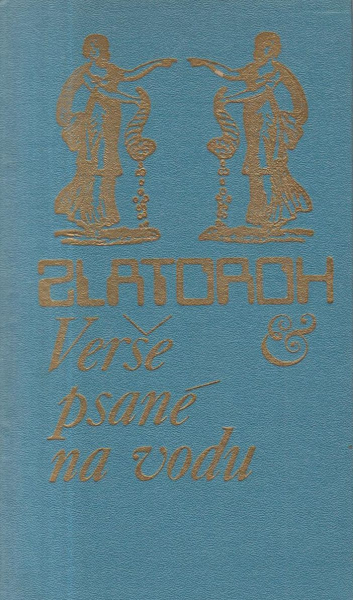 ZLATOROH
Verše &
psané
na vodu